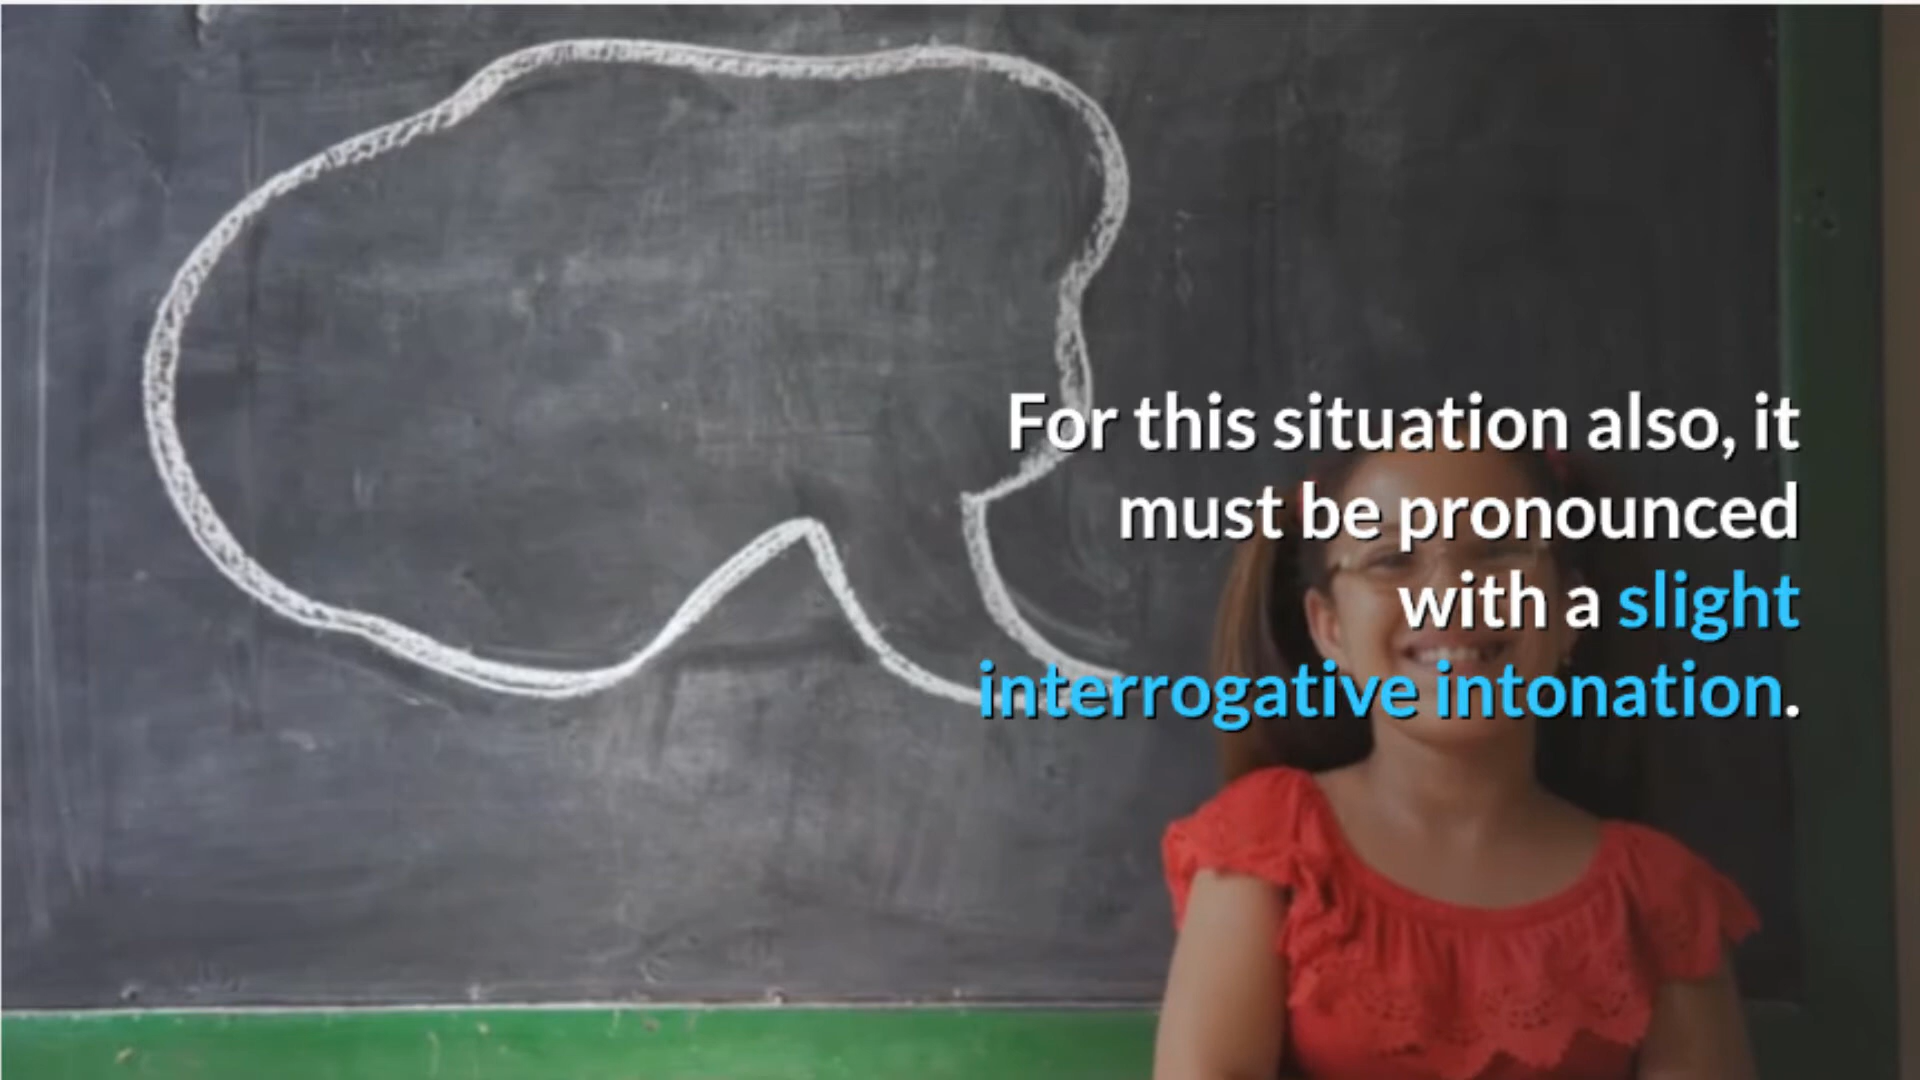 For this situation also, it
must be pronounced
with a slight
interrogative intonation.